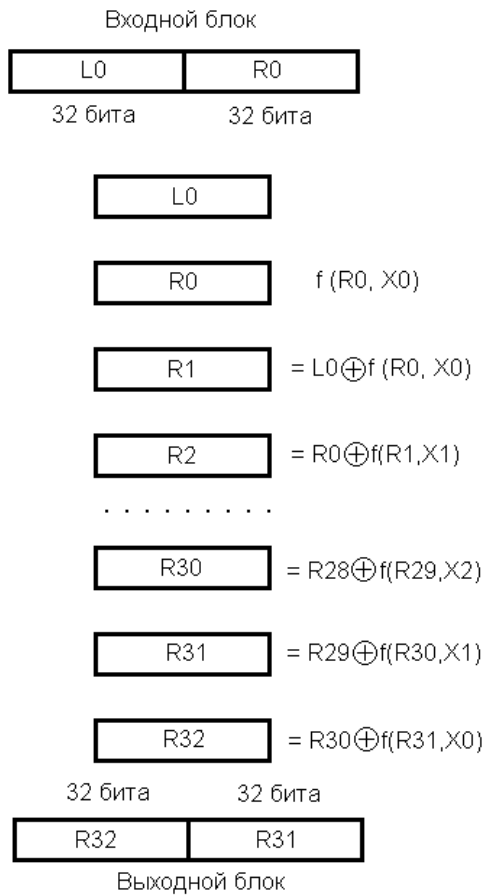 Входной блок
L0 R0
32 бита 32 бита
L0
R0 f (R0, X0)
R1 = L0⊕f (R0, X0)
R2 = R0⊕f(R1,X1)
. . . . . . . . .
R30 = R28⊕f(R29,X2)
R31 = R29⊕f(R30,X1)
R32 = R30⊕f(R31,X0)
32 бита 32 бита
R32 R31
Выходной блок